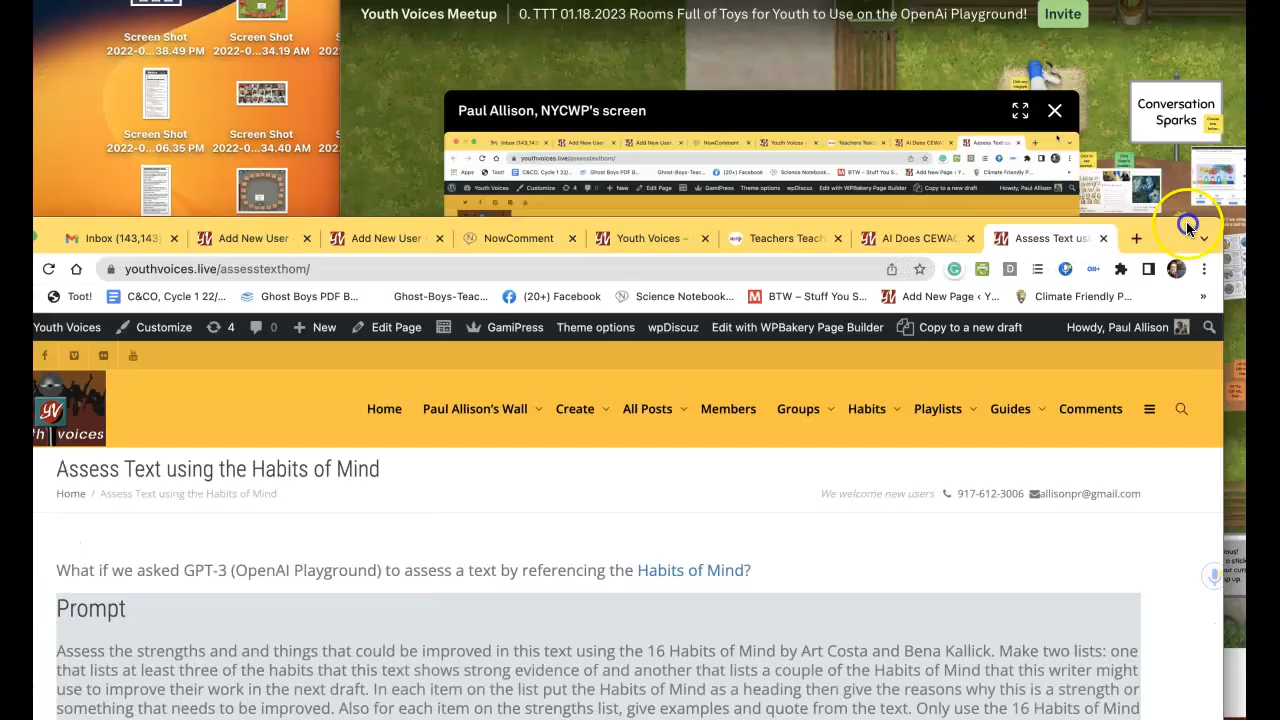 Youth Voices Meetup 0. TTT 01.18.2023 Rooms Full of Toys for Youth to Use on the OpenAi Playground! Invite
Screen Shot
2022-0...38.49 PM
Screen Shot
2022-0...34.19 AM
Screen Shot
2022-0...06.35 PM
Screen Shot
2022-0...34.40 AM
Paul Allison, NYCWP's screen
Conversation
Sparks
youthvoices.live/assesstexthom/
Inbox (143,143 Add New User Add New User NowComment Youth Voices – Teachers Teach AI Does CEWAC Assess Text us
youthvoices.live/assesstexthom/
Toot! C&CO, Cycle 1 22/... Ghost Boys PDF B... Ghost-Boys-Teac... (20+) Facebook Science Notebook... BTW – Stuff You S... Add New Page ‹ Y... Climate Friendly P... »
Youth Voices Customize 4 0 New Edit Page GamiPress Theme options wpDiscuz Edit with WPBakery Page Builder Copy to a new draft Howdy, Paul Allison
th voices
Home Paul Allison's Wall Create All Posts Members Groups Habits Playlists Guides Comments
Assess Text using the Habits of Mind
Home / Assess Text using the Habits of Mind
We welcome new users 917-612-3006 allisonpr@gmail.com
What if we asked GPT-3 (OpenAI Playground) to assess a text by referencing the Habits of Mind?
Prompt
Assess the strengths and and things that could be improved in the text using the 16 Habits of Mind by Art Costa and Bena Kallick. Make two lists: one
that lists at least three of the habits that this text shows strong evidence of and another that lists a couple of the Habits of Mind that this writer might
use to improve their work in the next draft. In each item on the list put the Habits of Mind as a heading then give the reasons why this is a strength or
something that needs to be improved. Also for each item on the strengths list, give examples and quote from the text. Only use the 16 Habits of Mind